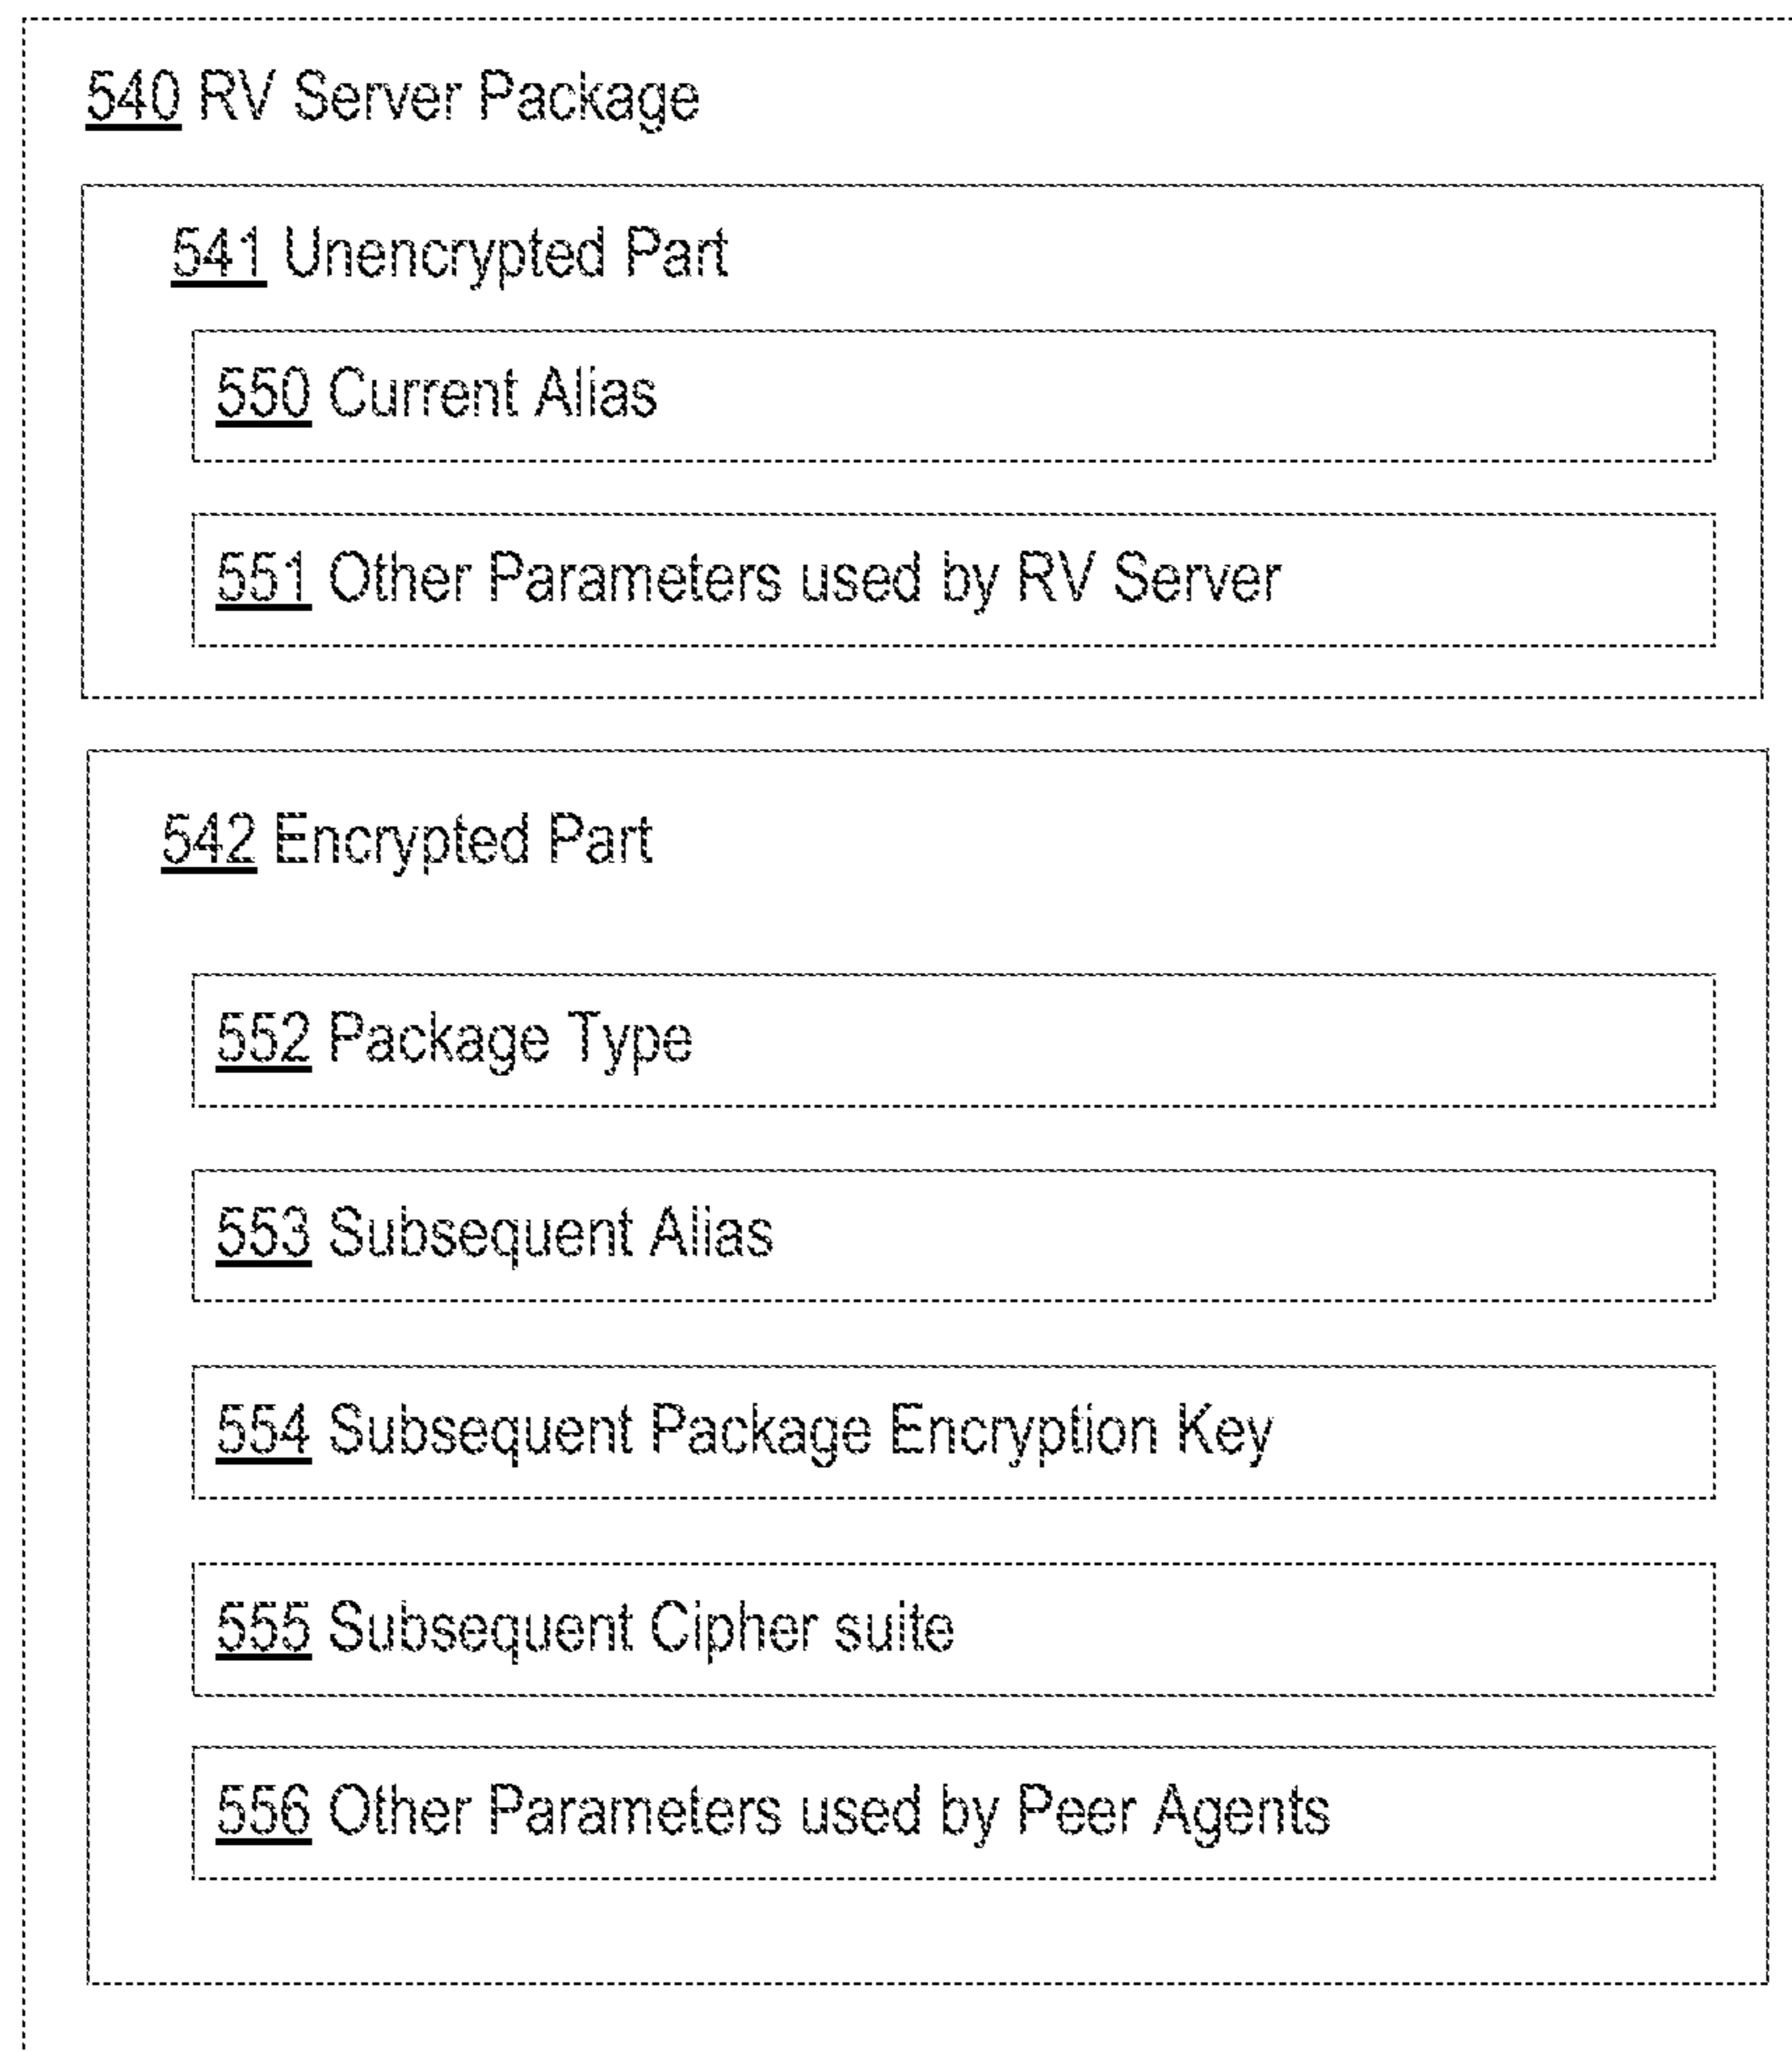 540 RV Server Package
541 Unencrypted Part
550 Current Alias
551 Other Parameters used by RV Server
542 Encrypted Part
552 Package Type
553 Subsequent Alias
554 Subsequent Package Encryption Key
555 Subsequent Cipher suite
556 Other Parameters used by Peer Agents